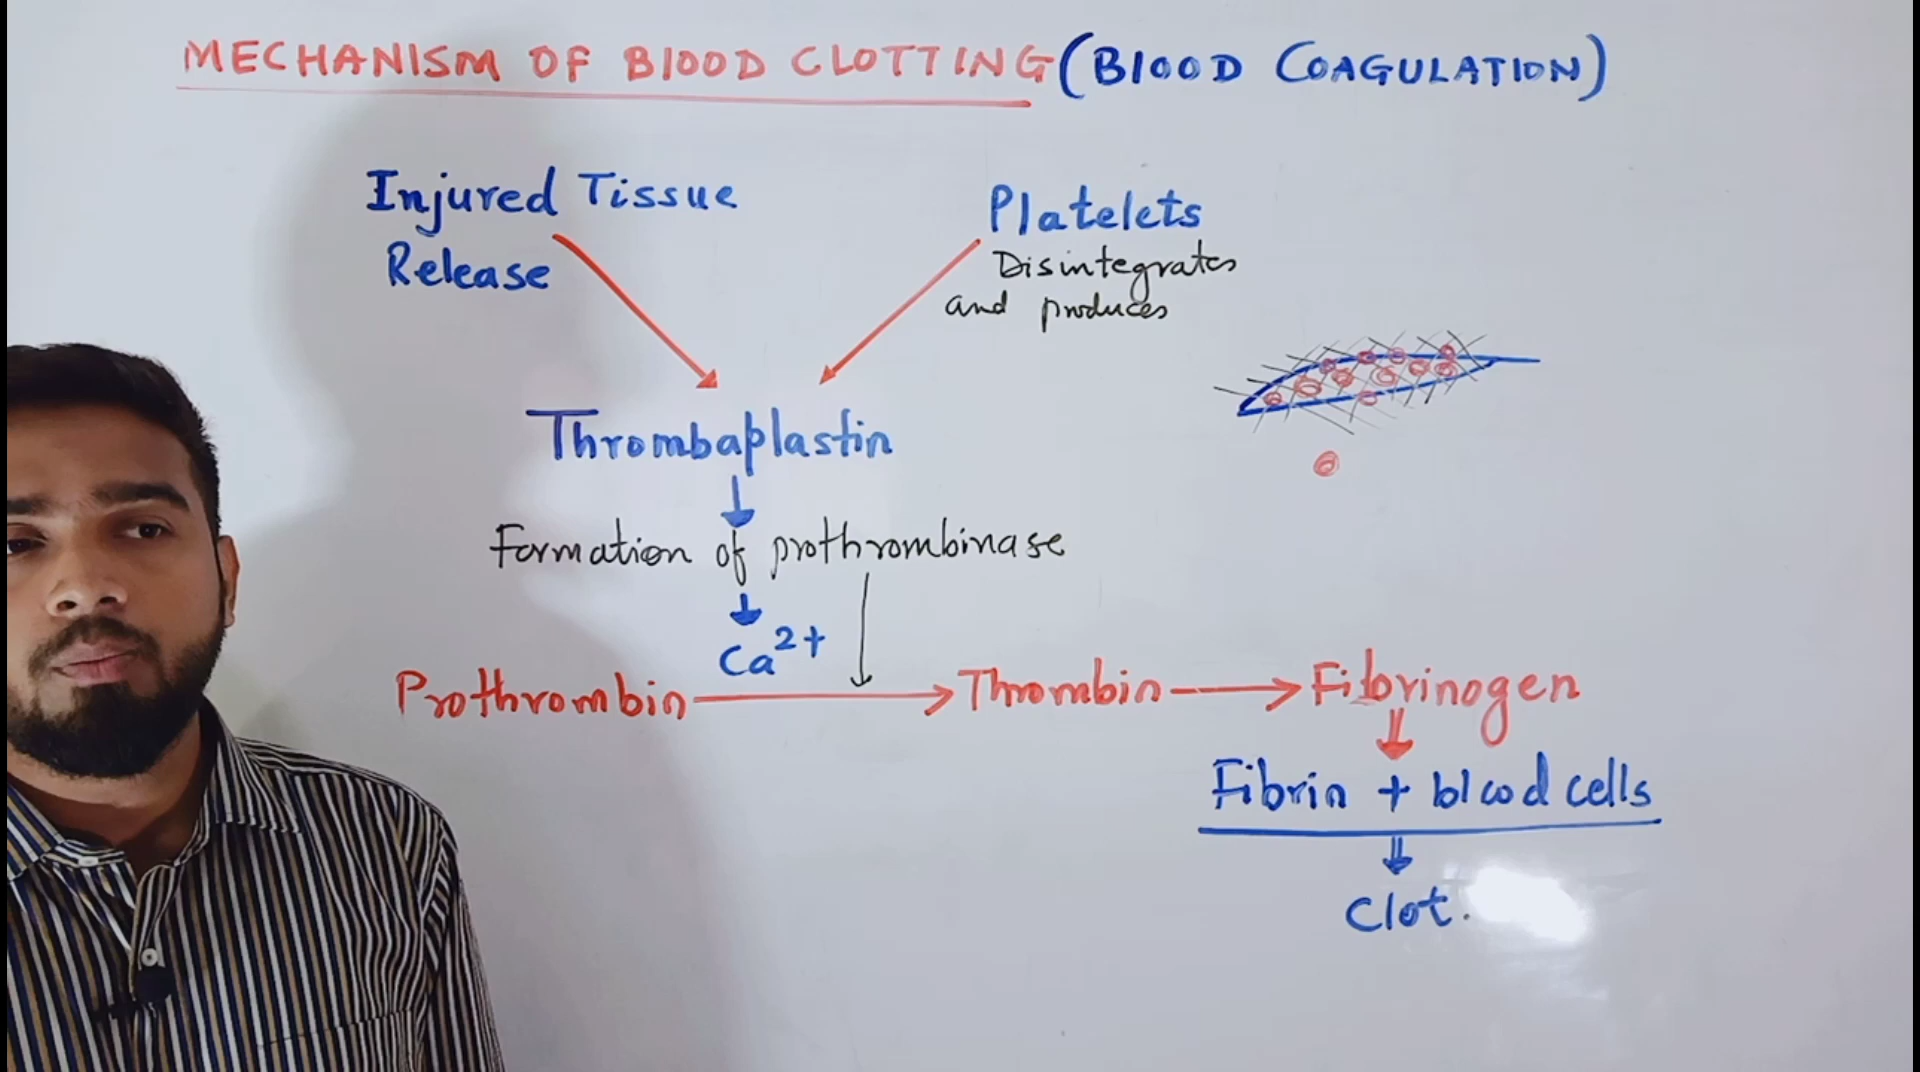 MECHANISM OF BLOOD CLOTTING (BLOOD COAGULATION)
Injured Tissue
Release
Platelets
Disintegrates
and produces
Thrombaplastin
Formation of prothrombinase
Ca2+
Prothrombin → Thrombin → Fibrinogen
Fibrin + blood cells
Clot.